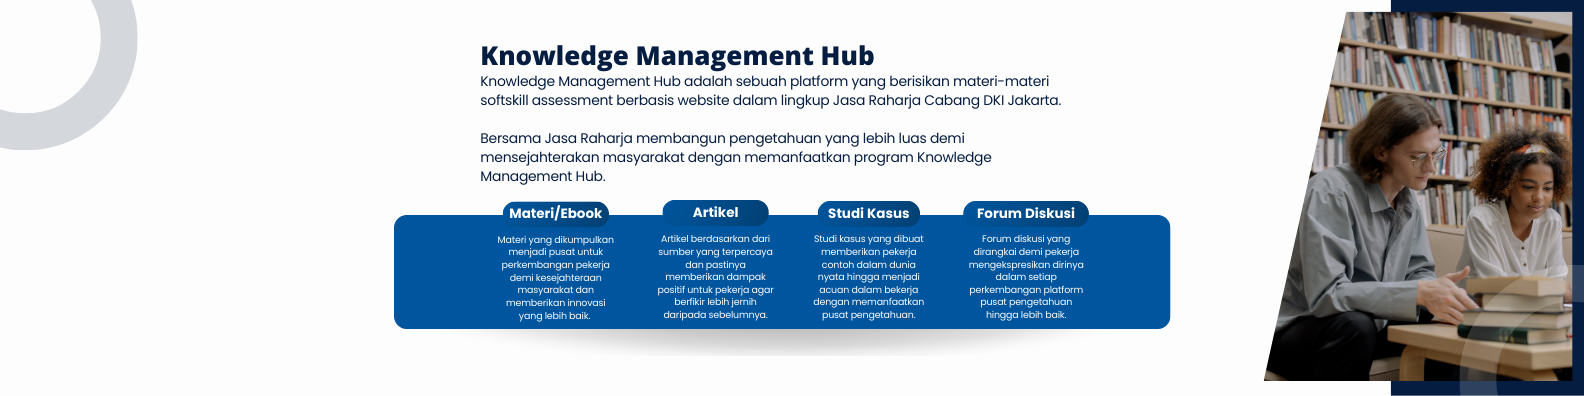 Knowledge Management Hub
Knowledge Management Hub adalah sebuah platform yang berisikan materi-materi
softskill assessment berbasis website dalam lingkup Jasa Raharja Cabang DKI Jakarta.
Bersama Jasa Raharja membangun pengetahuan yang lebih luas demi
mensejahterakan masyarakat dengan memanfaatkan program Knowledge
Management Hub.
Materi/Ebook
Materi yang dikumpulkan
menjadi pusat untuk
perkembangan pekerja
demi kesejahteraan
masyarakat dan
memberikan innovasi
yang lebih baik.
Artikel
Artikel berdasarkan dari
sumber yang terpercaya
dan pastinya
memberikan dampak
positif untuk pekerja agar
berfikir lebih jernih
daripada sebelumnya.
Studi Kasus
Studi kasus yang dibuat
memberikan pekerja
contoh dalam dunia
nyata hingga menjadi
acuan dalam bekerja
dengan memanfaatkan
pusat pengetahuan.
Forum Diskusi
Forum diskusi yang
dirangkai demi pekerja
mengekspresikan dirinya
dalam setiap
perkembangan platform
pusat pengetahuan
hingga lebih baik.